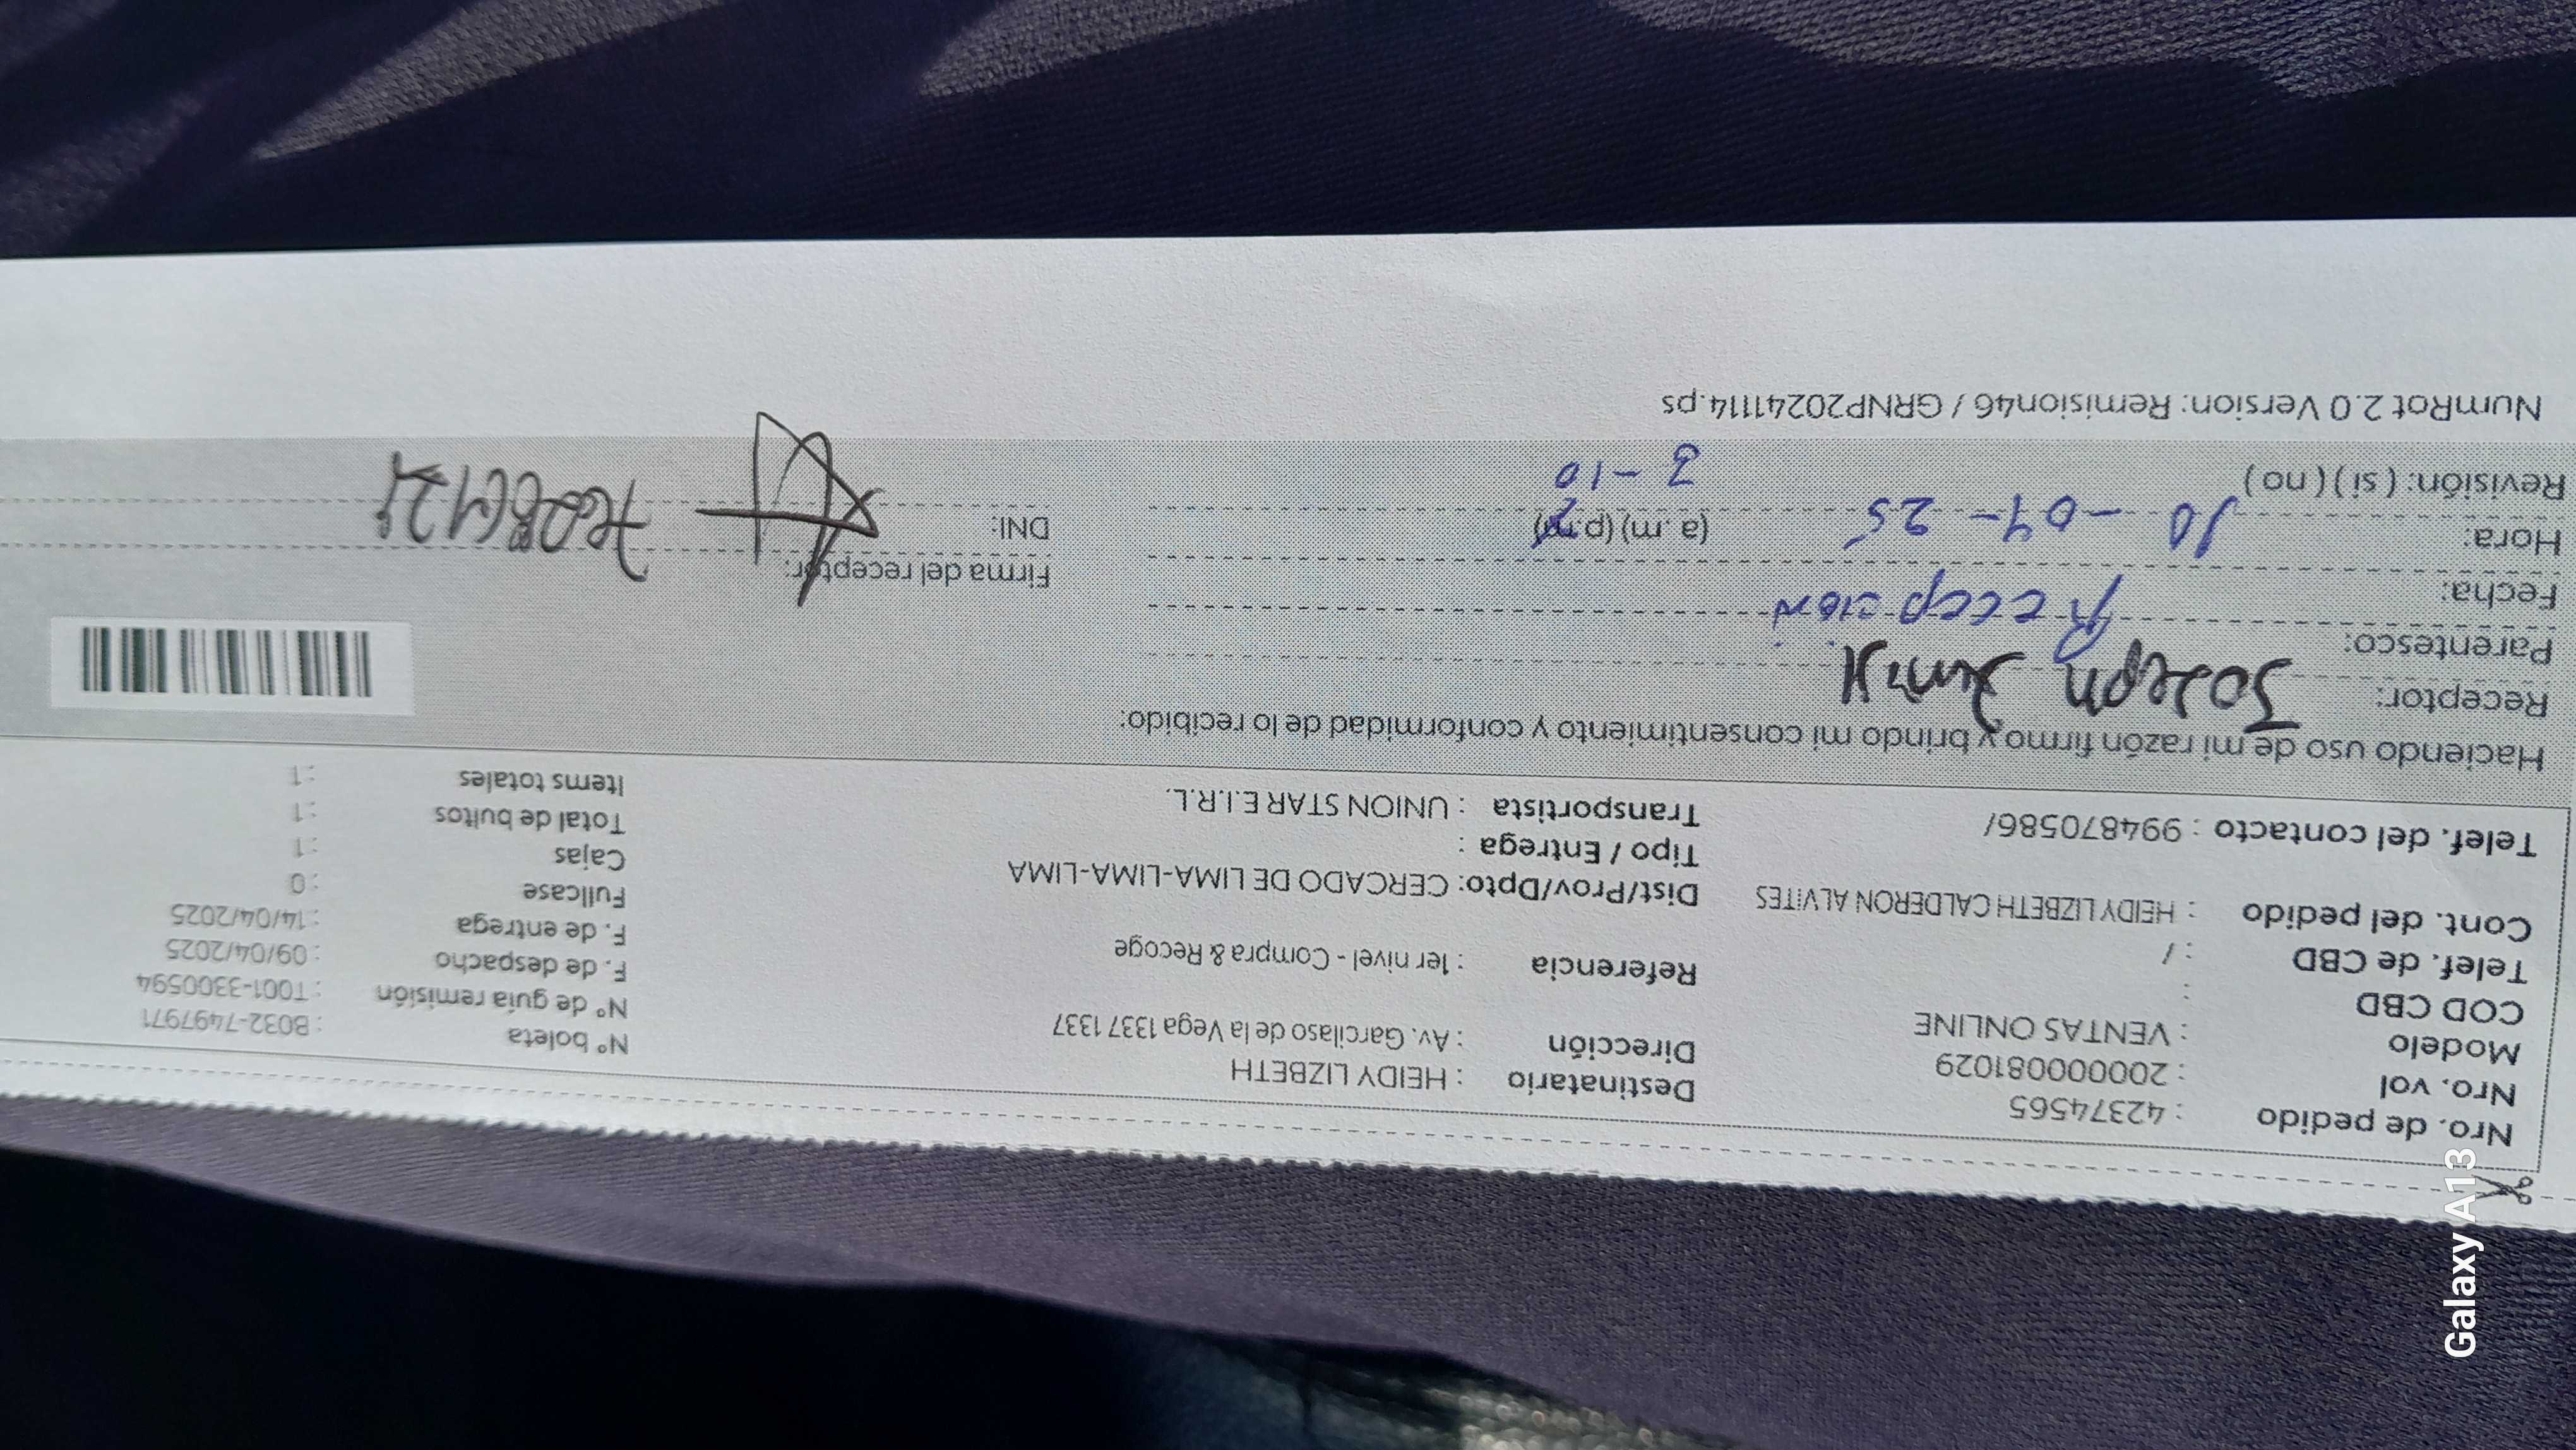 Nro. de pedido : 42374565
Nro. vol : 20000081029
Modelo : VENTAS ONLINE
COD CBD :
Telef. de CBD : /
Cont. del pedido : HEIDY LIZBETH CALDERON ALVITES
Telef. del contacto : 994870586/
Destinatario : HEIDY LIZBETH
Dirección : Av. Garcilaso de la Vega 1337 1337
Referencia : 1er nivel - Compra & Recoge
Dist/Prov/Dpto: CERCADO DE LIMA-LIMA-LIMA
Tipo / Entrega :
Transportista : UNION STAR E.I.R.L.
N° boleta : B032-7497971
N° de guia remisión : T001-3300594
F. de despacho : 09/04/2025
F. de entrega : 14/04/2025
Fullcase : 0
Cajas : 1
Total de bultos : 1
Items totales : 1
Haciendo uso de mi razón firmo y brindo mi consentimiento y conformidad de lo recibido:
Receptor: Joseph
Parentesco: Recepcion
Fecha:
Hora: 10-04-25 (a. m) (p.m)
Revisión: ( si ) ( no ) 3-10
Firma del receptor:
DNI:
NumRot 2.0 Version: Remision46 / GRNP20241114.ps
Galaxy A13